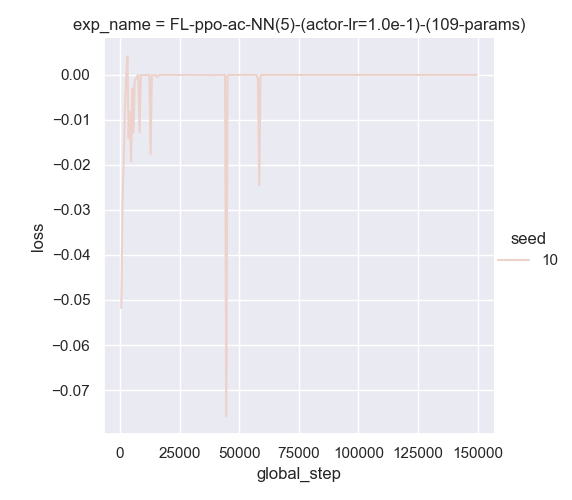 exp_name = FL-ppo-ac-NN(5)-(actor-lr=1.0e-1)-(109-params)
0.00
−0.01
−0.02
−0.03
−0.04
−0.05
−0.06
−0.07
loss
0 25000 50000 75000 100000 125000 150000
global_step
seed
10